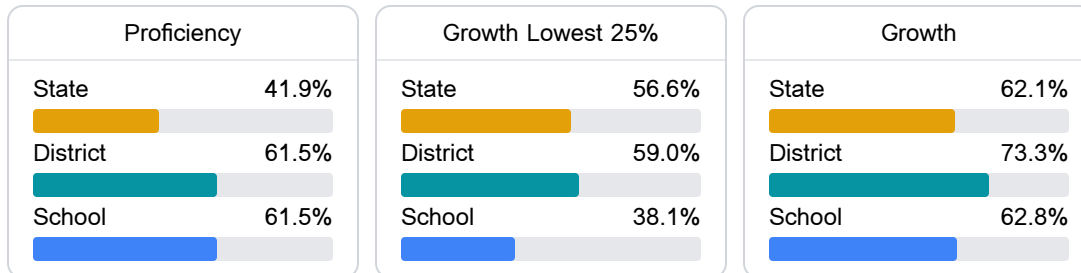 Proficiency
State 41.9%
District 61.5%
School 61.5%
Growth Lowest 25%
State 56.6%
District 59.0%
School 38.1%
Growth
State 62.1%
District 73.3%
School 62.8%